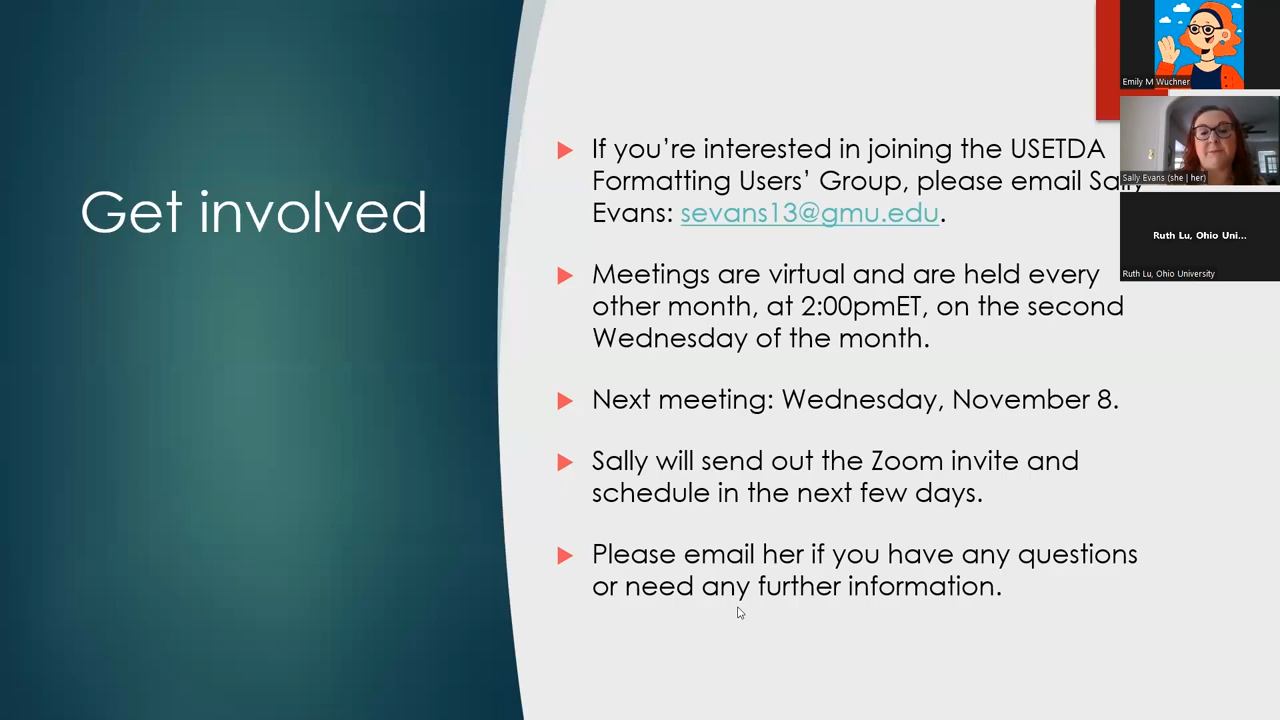 Get involved
If you're interested in joining the USETDA
Formatting Users' Group, please email Sally
Evans: sevans13@gmu.edu.
Meetings are virtual and are held every
other month, at 2:00pmET, on the second
Wednesday of the month.
Next meeting: Wednesday, November 8.
Sally will send out the Zoom invite and
schedule in the next few days.
Please email her if you have any questions
or need any further information.
Emily M Wuchner
Sally Evans (she | her)
Ruth Lu, Ohio Uni...
Ruth Lu, Ohio University